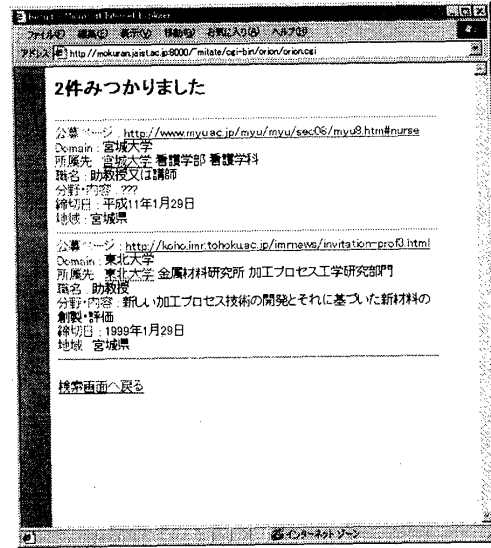 ファイル(F) 編集(E) 表示(V) 移動(G) お気に入り(A) ヘルプ(H)
アドレス http://mokuran.jaist.ac.jp:8000/~mitate/cgi-bin/orion/orion.cgi
2件みつかりました
公募ページ : http://www.myu.ac.jp/myu/myu/sec06/myu8.htm#nurse
Domain : 宮城大学
所属先 : 宮城大学 看護学部 看護学科
職名 : 助教授又は講師
分野・内容 : ???
締切日 : 平成11年1月29日
地域 : 宮城県
公募ページ : http://koho.imr.tohoku.ac.jp/imrnews/invitation-prof3.html
Domain : 東北大学
所属先 : 東北大学 金属材料研究所 加工プロセス工学研究部門
職名 : 助教授
分野・内容 : 新しい加工プロセス技術の開発とそれに基づいた新材料の
創製・評価
締切日 : 1999年1月29日
地域 : 宮城県
検索画面へ戻る
インターネット ゾーン